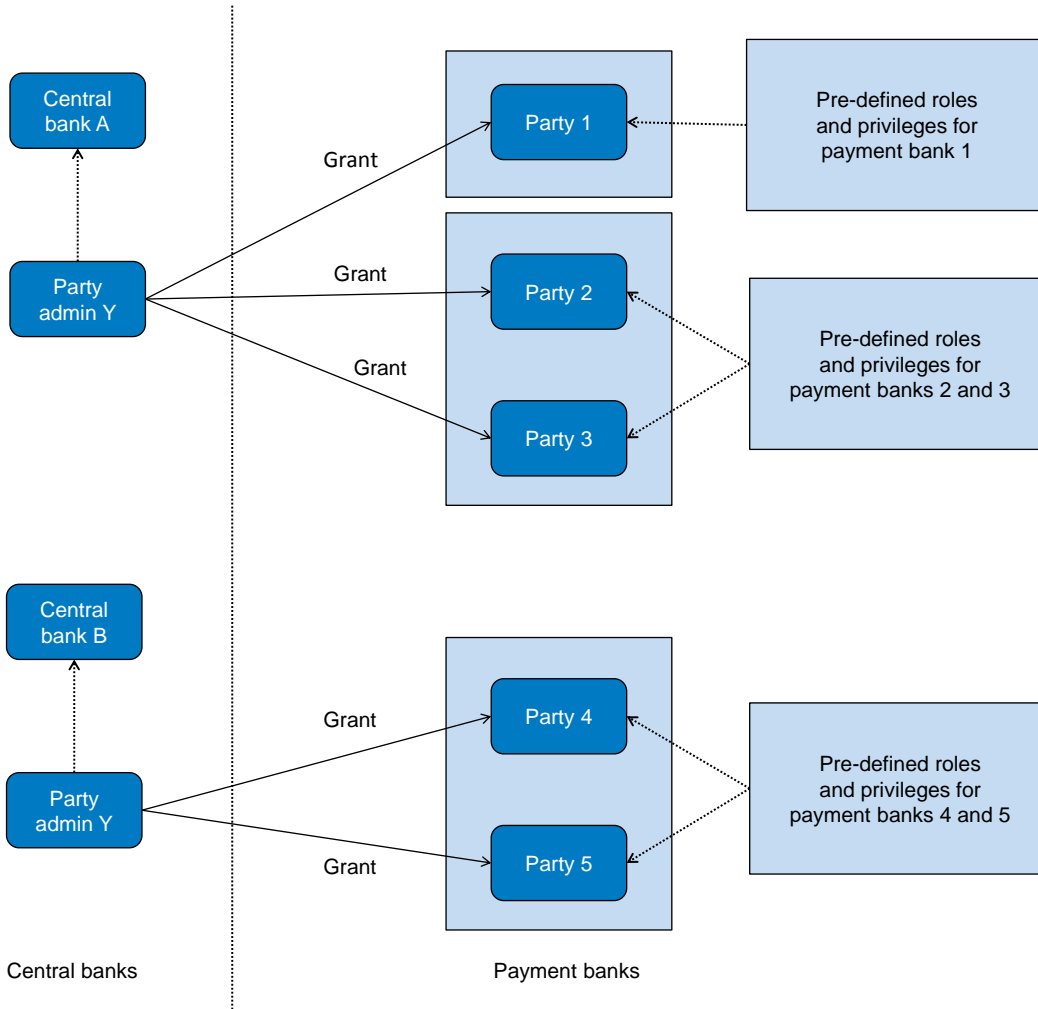 Central
bank A
Party
admin Y
Grant
Grant
Grant
Party 1
Party 2
Party 3
Pre-defined roles
and privileges for
payment bank 1
Pre-defined roles
and privileges for
payment banks 2 and 3
Central
bank B
Party
admin Y
Grant
Grant
Party 4
Party 5
Pre-defined roles
and privileges for
payment banks 4 and 5
Central banks
Payment banks